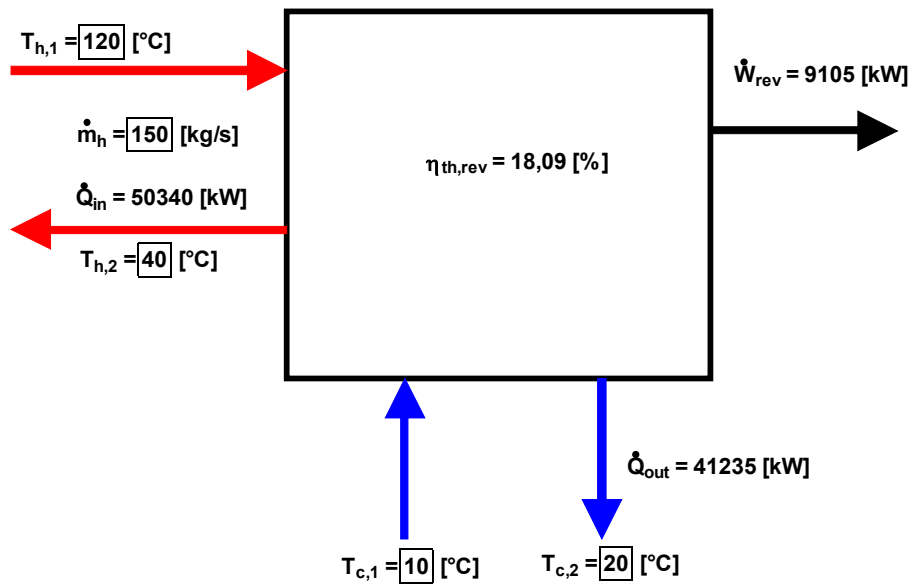 T_h,1 = 120 [°C]
Ẇ_rev = 9105 [kW]
ṁ_h = 150 [kg/s]
η_th,rev = 18,09 [%]
Q̇_in = 50340 [kW]
T_h,2 = 40 [°C]
Q̇_out = 41235 [kW]
T_c,1 = 10 [°C]
T_c,2 = 20 [°C]